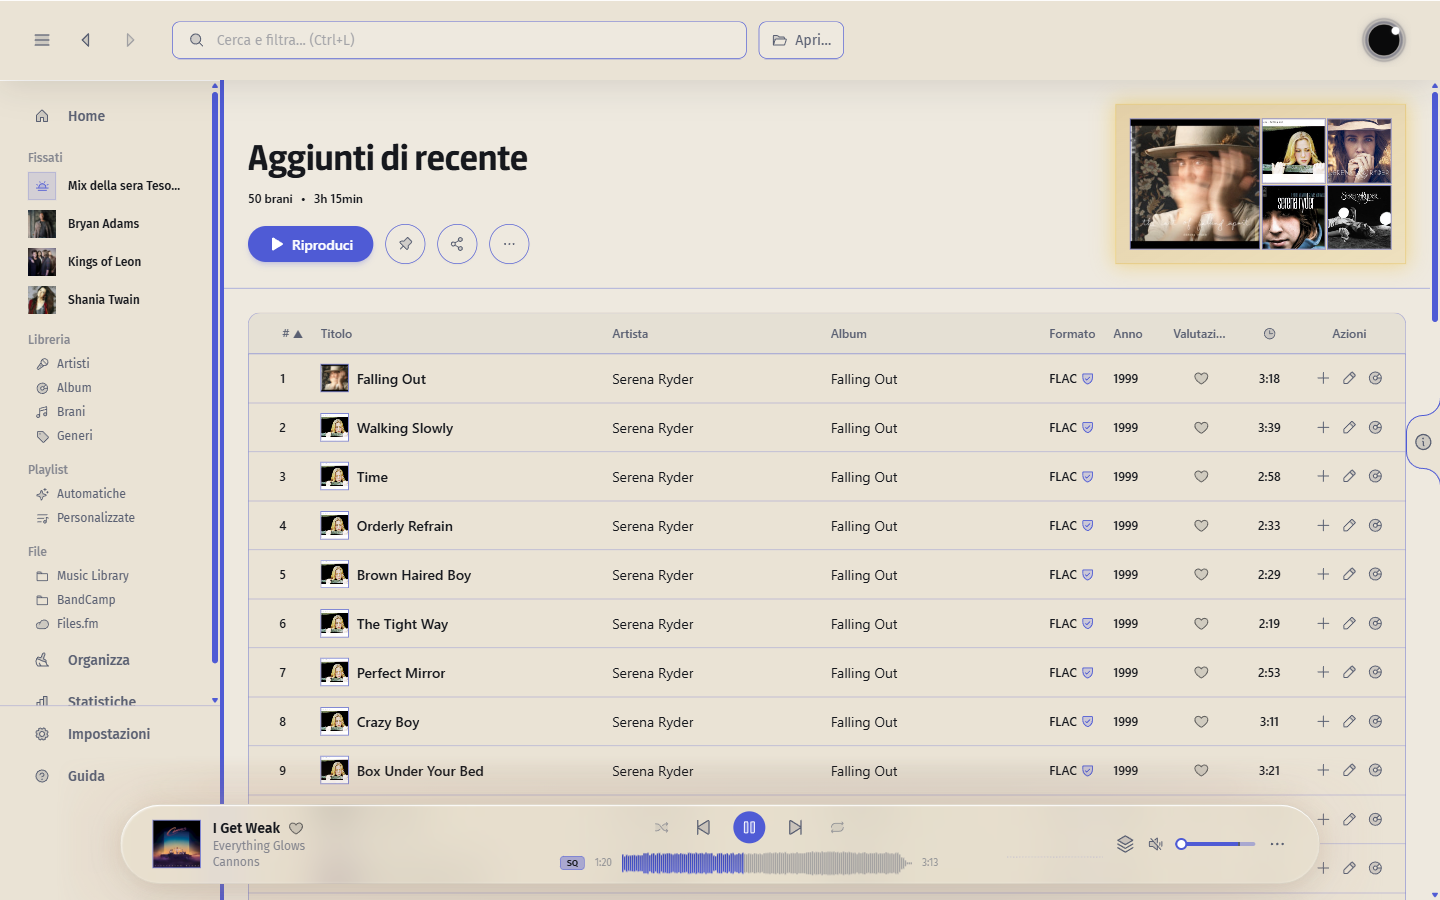 Cerca e filtra... (Ctrl+L)
Apri...
Home
Fissati
Mix della sera Teso...
Bryan Adams
Kings of Leon
Shania Twain
Libreria
Artisti
Album
Brani
Generi
Playlist
Automatiche
Personalizzate
File
Music Library
BandCamp
Files.fm
Organizza
Statistiche
Impostazioni
Guida
Aggiunti di recente
50 brani • 3h 15min
Riproduci
serena ryder
# Titolo Artista Album Formato Anno Valutazi... Azioni
1 Falling Out Serena Ryder Falling Out FLAC 1999 3:18
2 Walking Slowly Serena Ryder Falling Out FLAC 1999 3:39
3 Time Serena Ryder Falling Out FLAC 1999 2:58
4 Orderly Refrain Serena Ryder Falling Out FLAC 1999 2:33
5 Brown Haired Boy Serena Ryder Falling Out FLAC 1999 2:29
6 The Tight Way Serena Ryder Falling Out FLAC 1999 2:19
7 Perfect Mirror Serena Ryder Falling Out FLAC 1999 2:53
8 Crazy Boy Serena Ryder Falling Out FLAC 1999 3:11
9 Box Under Your Bed Serena Ryder Falling Out FLAC 1999 3:21
I Get Weak
Everything Glows
Cannons
SQ 1:20 3:13